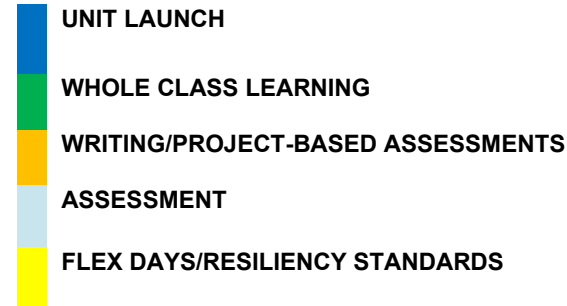 UNIT LAUNCH
WHOLE CLASS LEARNING
WRITING/PROJECT-BASED ASSESSMENTS
ASSESSMENT
FLEX DAYS/RESILIENCY STANDARDS